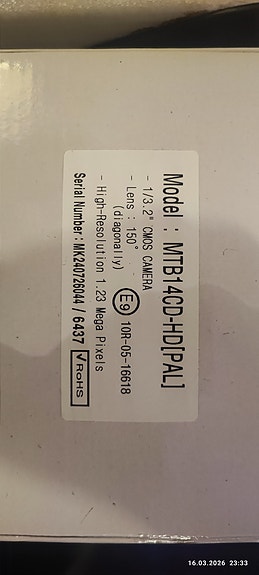 Model : MTB14CD-HD[PAL]
- 1/3.2" CMOS CAMERA
- Lens : 150°
(diagonally)
E9 10R-05-16618
- High-Resolution 1.23 Mega Pixels
Serial Number : MK240726044 / 6437 √RoHS
16.03.2026 23:33